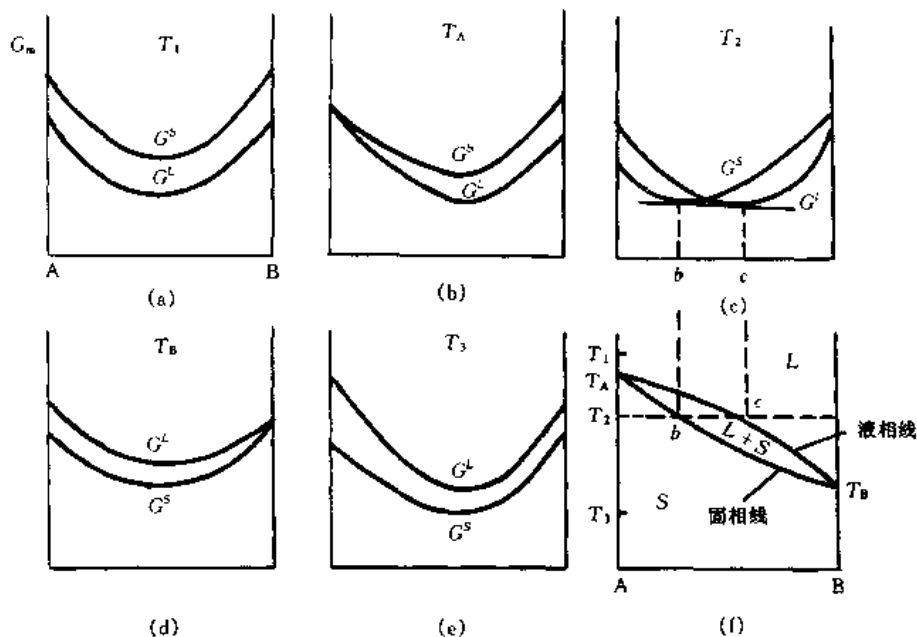 G_m T_1 T_A T_2
G^S G^S G^S
G^L G^L G^L
A B b c
(a) (b) (c)
T_B T_3
T_1 L
T_A
T_2 c
b L+S 液相线
G^L G^L
G^S G^S T_B
T_3 S 固相线
A B
(d) (e) (f)